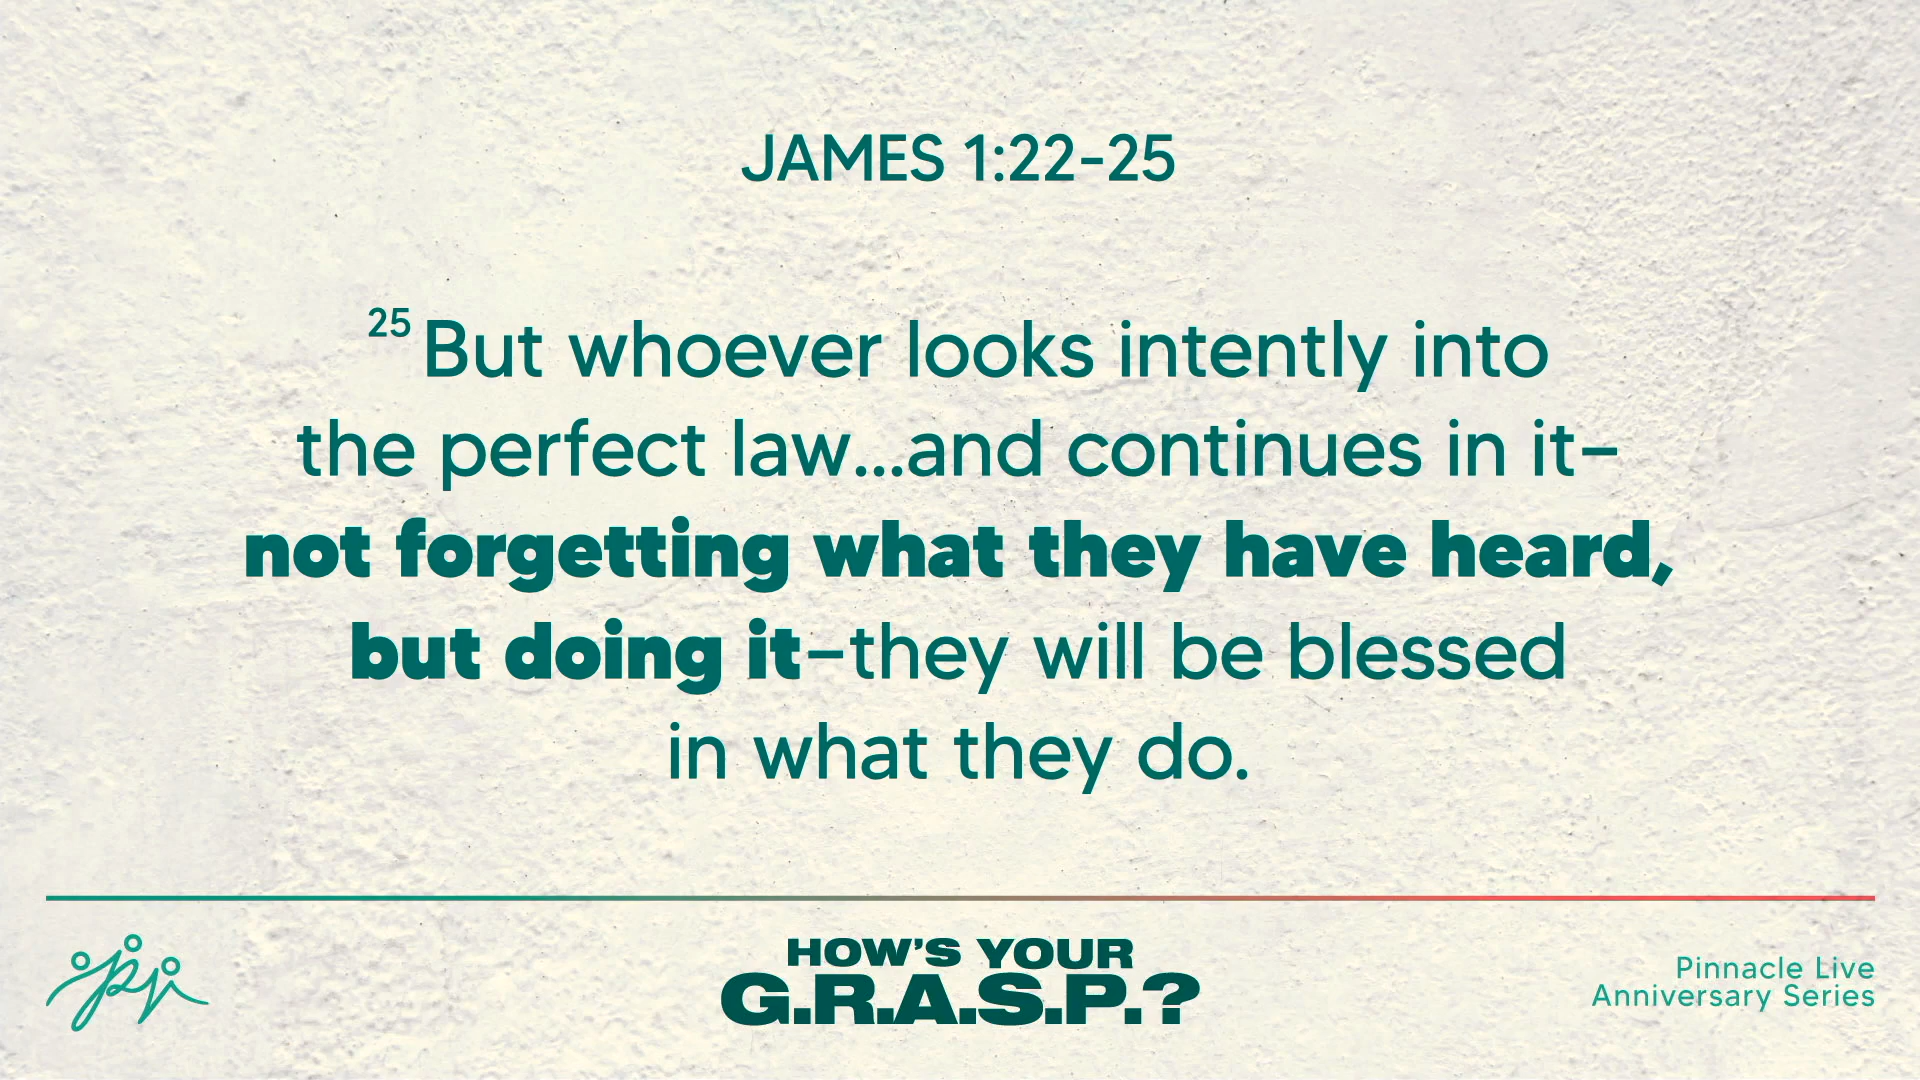 JAMES 1:22-25
25 But whoever looks intently into
the perfect law...and continues in it–
not forgetting what they have heard,
but doing it–they will be blessed
in what they do.
HOW'S YOUR
G.R.A.S.P.?
Pinnacle Live
Anniversary Series